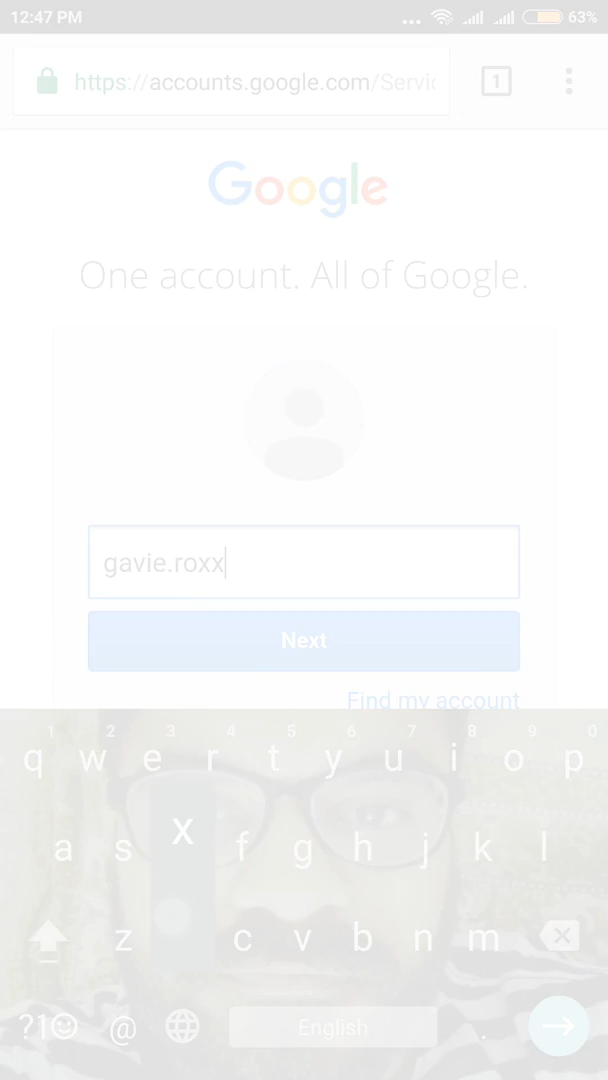 12:47 PM ... 63%
https://accounts.google.com/Servic 1
Google
One account. All of Google.
gavie.roxx
Next
Find my account
1 2 3 4 5 6 7 8 9 0
q w e r t y u i o p
a s x f g h j k l
z c v b n m
?1 @ English .